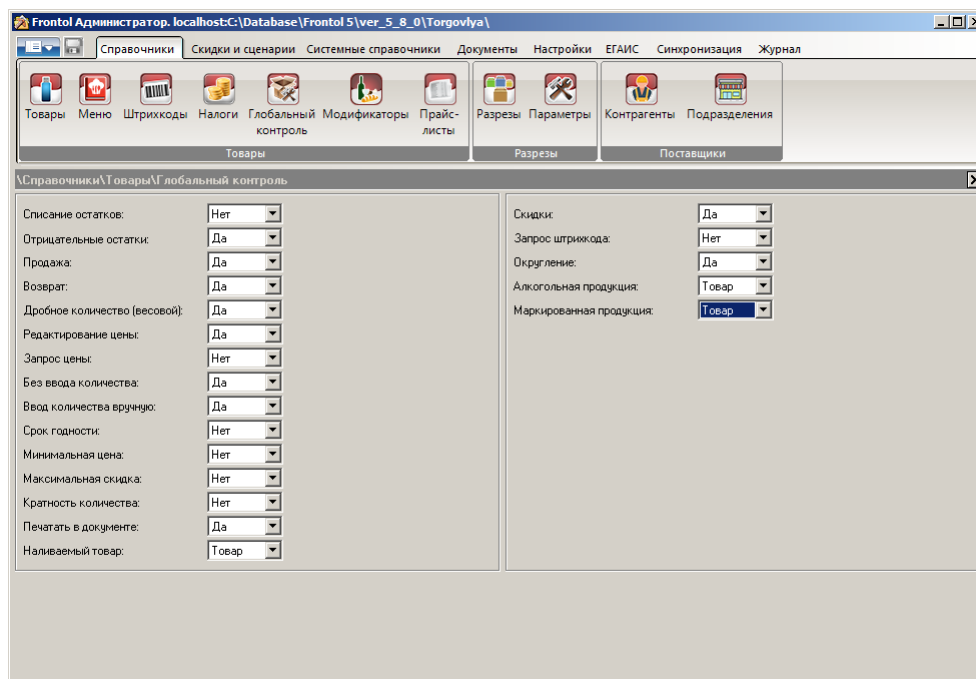 Frontol Администратор. localhost:C:\Database\Frontol 5\ver_5_8_0\Torgovlya\
Справочники Скидки и сценарии Системные справочники Документы Настройки ЕГАИС Синхронизация Журнал
Товары Меню Штрихкоды Налоги Глобальный контроль Модификаторы Прайс-листы Разрезы Параметры Контрагенты Подразделения
Товары Разрезы Поставщики
\Справочники\Товары\Глобальный контроль
Списание остатков: Нет
Отрицательные остатки: Да
Продажа: Да
Возврат: Да
Дробное количество (весовой): Да
Редактирование цены: Да
Запрос цены: Нет
Без ввода количества: Да
Ввод количества вручную: Да
Срок годности: Нет
Минимальная цена: Нет
Максимальная скидка: Нет
Кратность количества: Нет
Печатать в документе: Да
Наливаемый товар: Товар
Скидки: Да
Запрос штрихкода: Нет
Округление: Да
Алкогольная продукция: Товар
Маркированная продукция: Товар